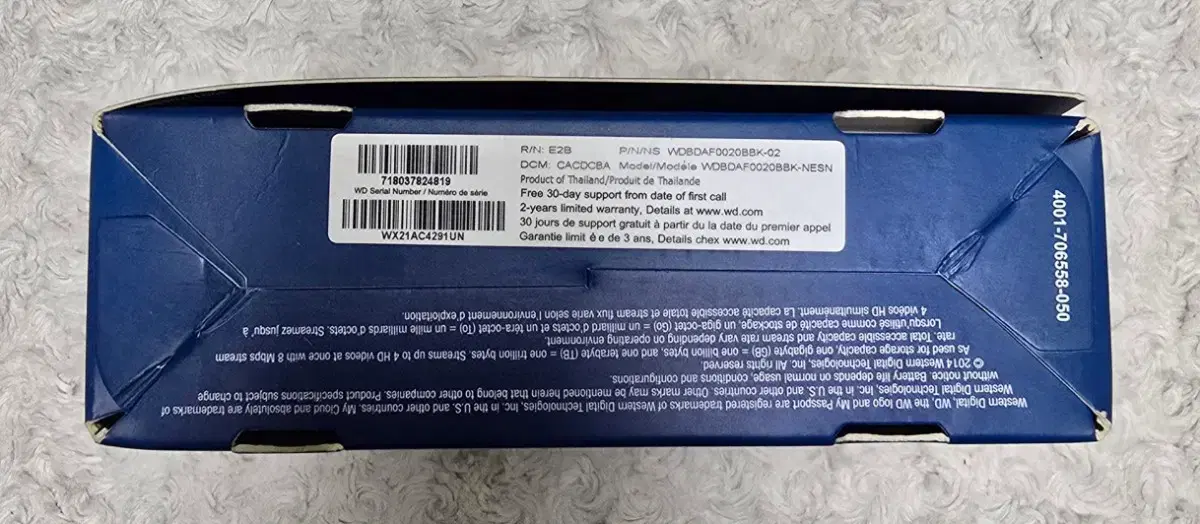 718037824819
WD Serial Number / Numéro de série
WX21AC4291UN
R/N: E2B P/N/NS WDBDAF0020BBK-02
DCM: CACDCBA Model/Modéle WDBDAF0020BBK-NESN
Product of Thailand/Produit de Thailande
Free 30-day support from date of first call
2-years limited warranty, Details at www.wd.com
30 jours de support gratuit à partir du la date du premier appel
Garantie limit é e de 3 ans, Details chex www.wd.com
4001-706558-050
Western Digital, WD, the WD logo and My Passport are registered trademarks of Western Digital Technologies, Inc. in the U.S. and other countries. My Cloud and absolutely are trademarks of
Western Digital Technologies, Inc. in the U.S. and other countries. Other marks may be mentioned herein that belong to other companies. Product specifications subject to change
without notice. Battery life depends on normal usage, conditions and configurations.
© 2014 Western Digital Technologies, Inc. All rights reserved.
As used for storage capacity, one gigabyte (GB) = one billion bytes, and one terabyte (TB) = one trillion bytes. Streams up to 4 HD videos at once with 8 Mbps stream
rate. Total accessible capacity and stream rate vary depending on operating environment.
Lorsqu'utilisé comme capacité de stockage, un giga-octet (Go) = un milliard d'octets et un téra-octet (To) = un mille milliards d'octets. Streamez jusqu'à
4 vidéos HD simultanément. La capacité accessible totale et stream flux varie selon l'environnement d'exploitation.